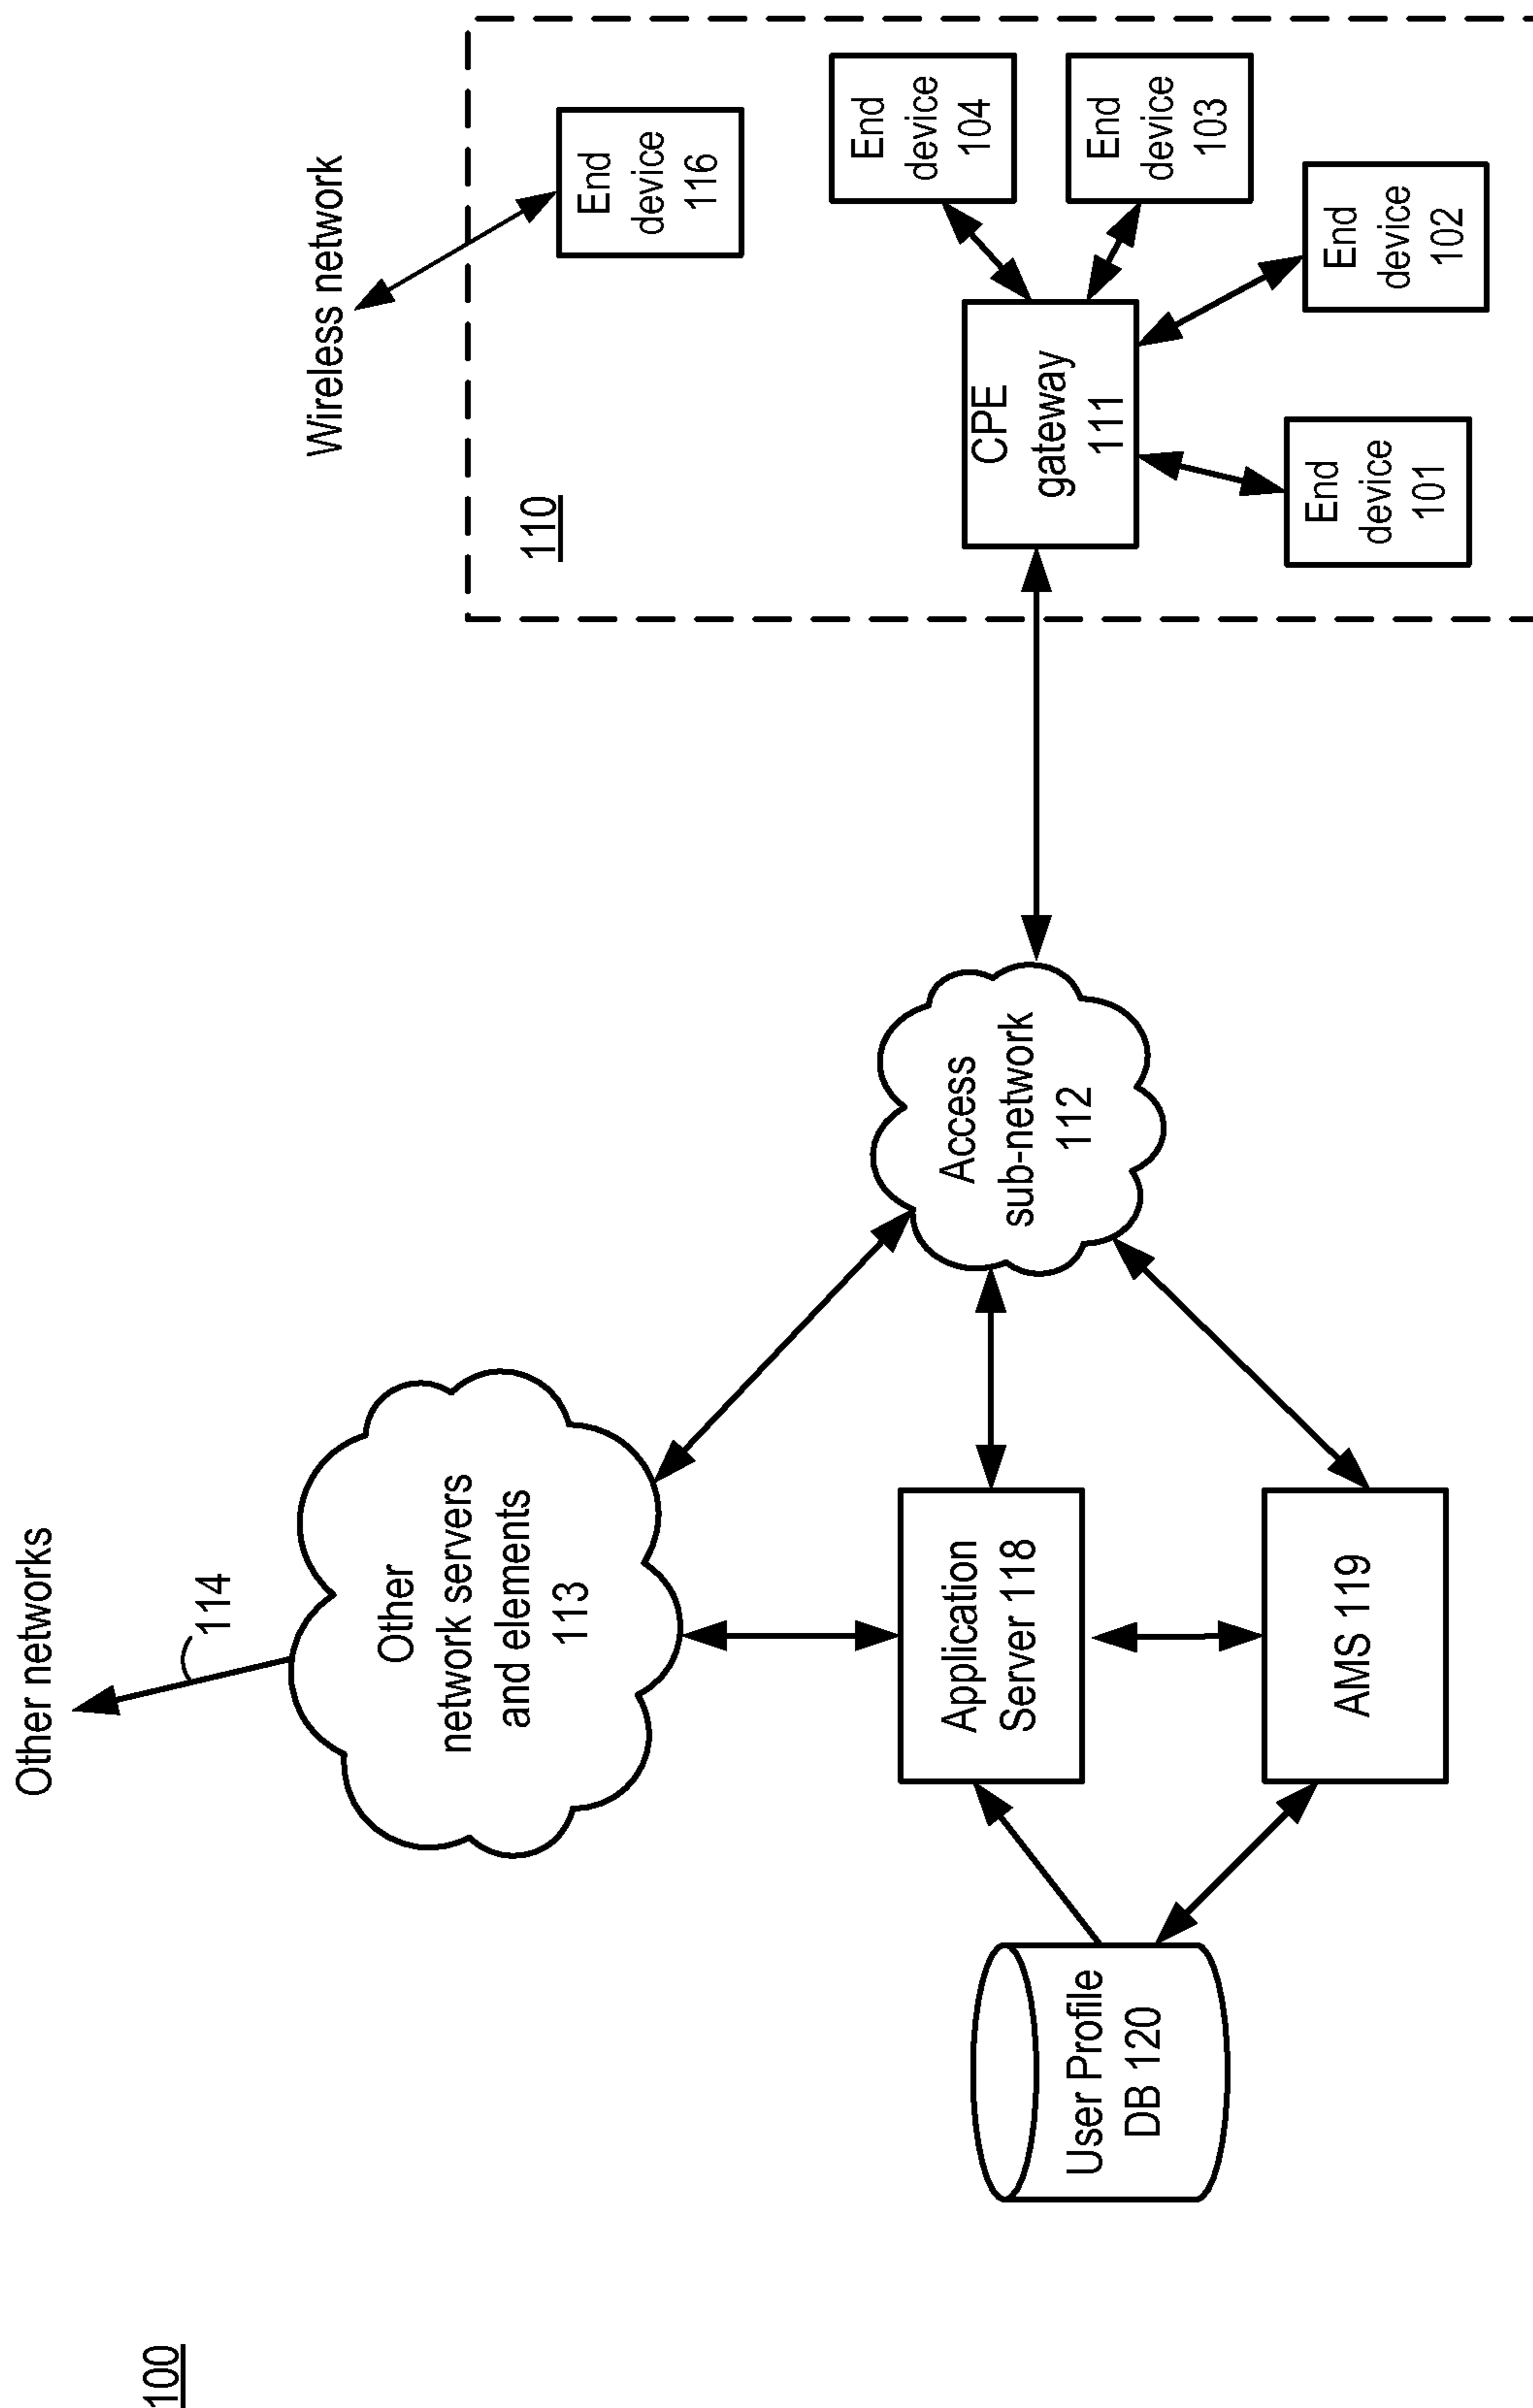 100
Other networks
114
Other
network servers
and elements
113
Wireless network
110
End
device
116
End
device
104
End
device
103
CPE
gateway
111
End
device
102
End
device
101
Access
sub-network
112
Application
Server 118
AMS 119
User Profile
DB 120